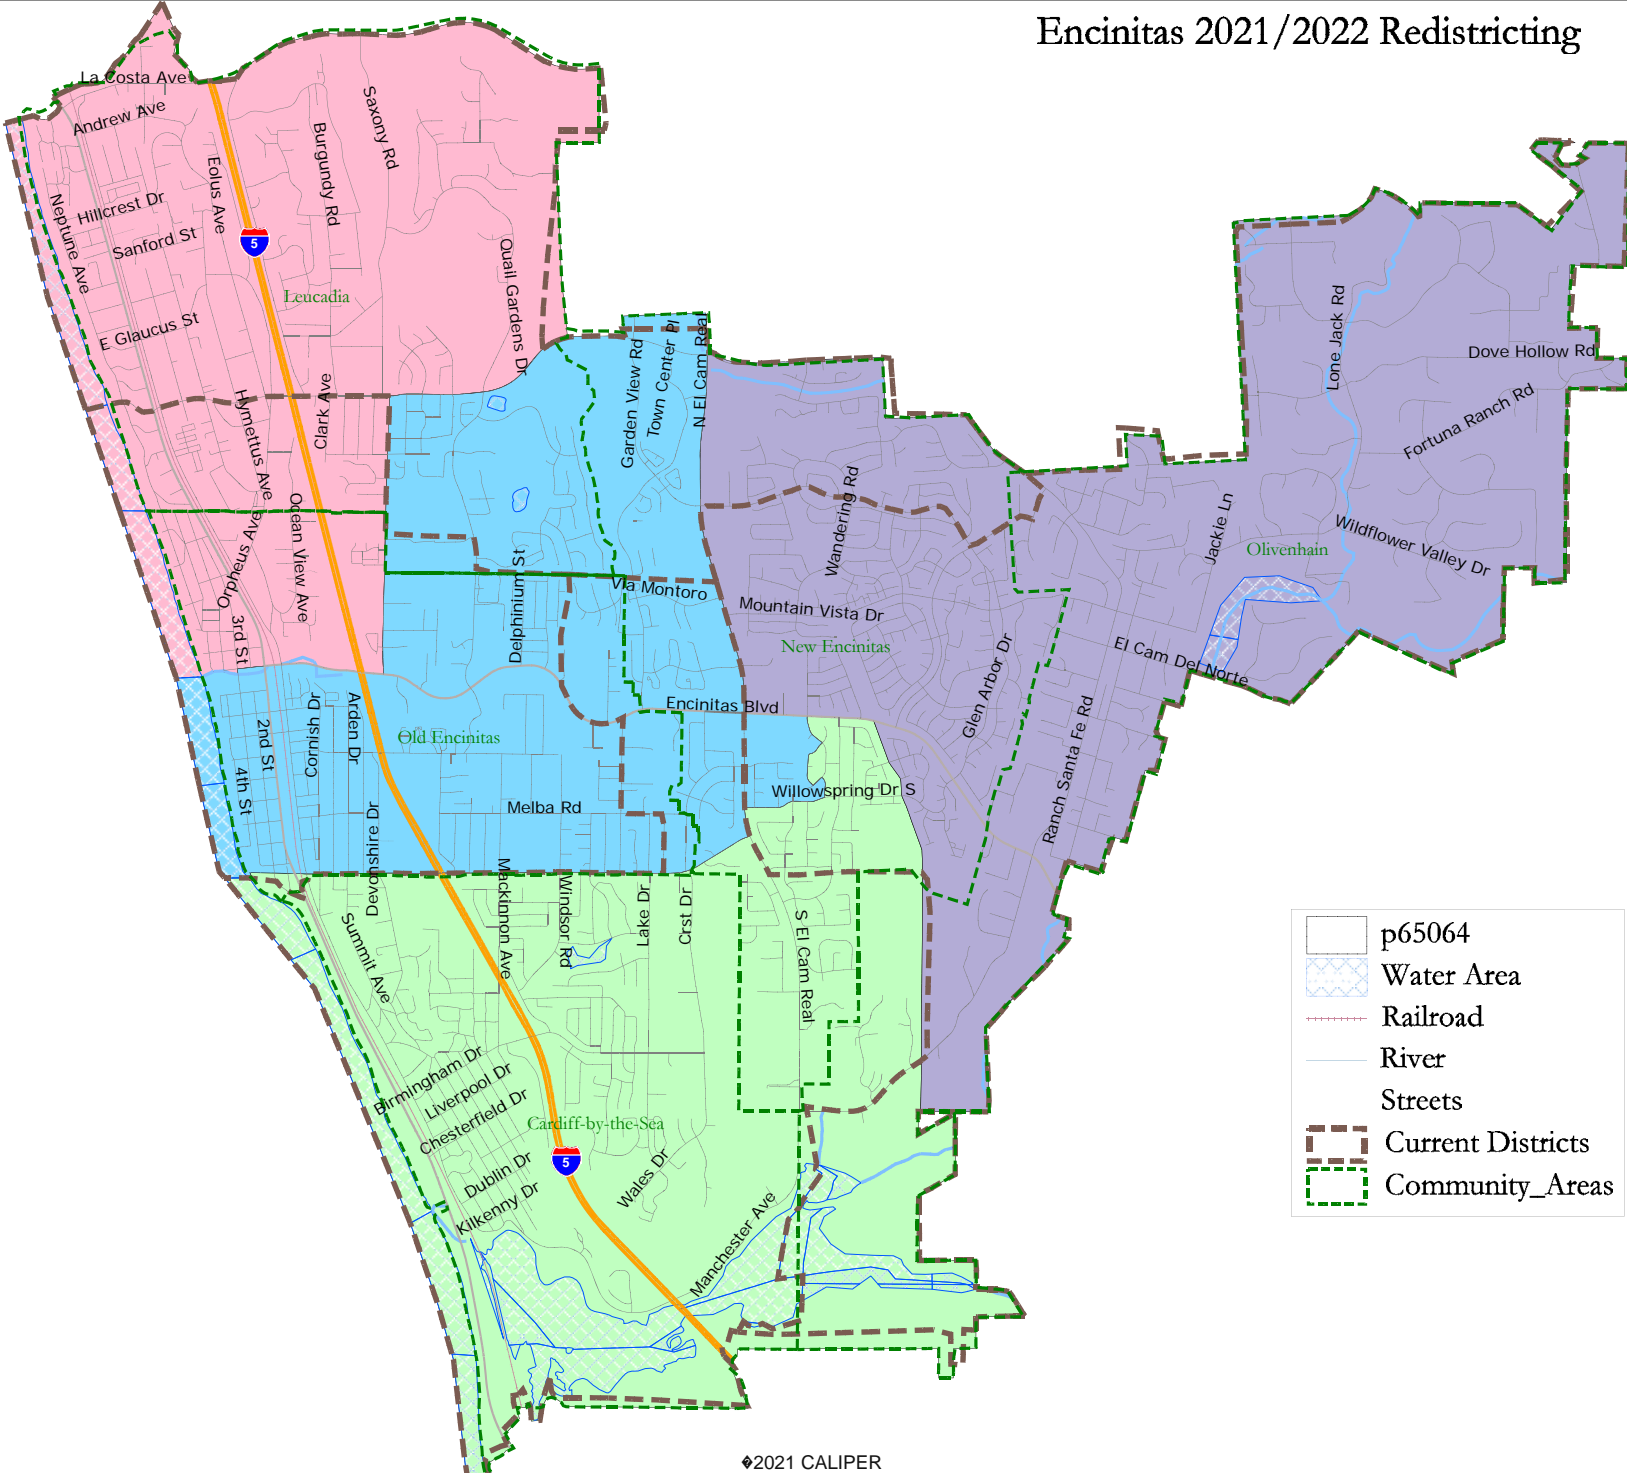 Encinitas 2021/2022 Redistricting
La Costa Ave
Andrew Ave
Saxony Rd
Burgundy Rd
Eolus Ave
Neptune Ave
Hillcrest Dr
Sanford St
5
Quail Gardens Dr
Leucadia
E Glaucus St
Lone Jack Rd
Dove Hollow Rd
Garden View Rd
Town Center Pl
N El Cam Real
Clark Ave
Hymettus Ave
Fortuna Ranch Rd
Wandering Rd
Jackie Ln
Ocean View Ave
Orpheus Ave
Wildflower Valley Dr
Olivenhain
Delphinium St
Via Montoro
Mountain Vista Dr
3rd St
New Encinitas
Glen Arbor Dr
El Cam Del Norte
Encinitas Blvd
Ranch Santa Fe Rd
2nd St
Cornish Dr
Arden Dr
Old Encinitas
4th St
Willowspring Dr S
Melba Rd
Devonshire Dr
Mackinnon Ave
Windsor Rd
Lake Dr
Crst Dr
Summit Ave
S El Cam Real
Birmingham Dr
Liverpool Dr
Chesterfield Dr
Cardiff-by-the-Sea
5
Dublin Dr
Kilkenny Dr
Wales Dr
Manchester Ave
p65064
Water Area
Railroad
River
Streets
Current Districts
Community_Areas
�2021 CALIPER